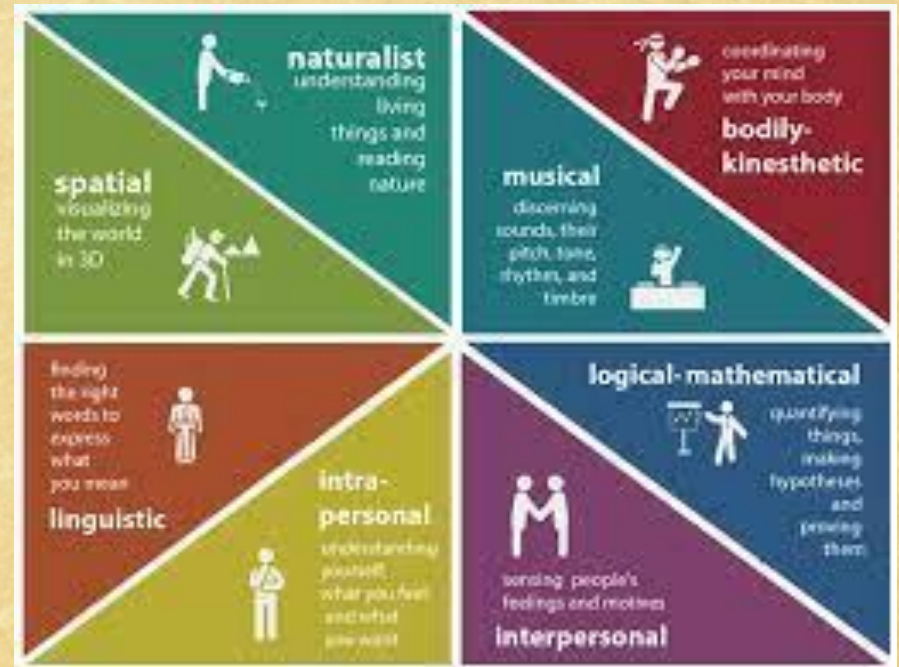 naturalist
understanding
living
things and
reading
nature
spatial
visualizing
the world
in 3D
coordinating
your mind
with your body
bodily-
kinesthetic
musical
discerning
sounds, their
pitch, tone,
rhythm, and
timbre
finding
the right
words to
express
what
you mean
linguistic
intra-
personal
understanding
yourself,
what you feel
and what
you want
logical-mathematical
quantifying
things,
making
hypotheses
and
proving
them
sensing people's
feelings and motives
interpersonal